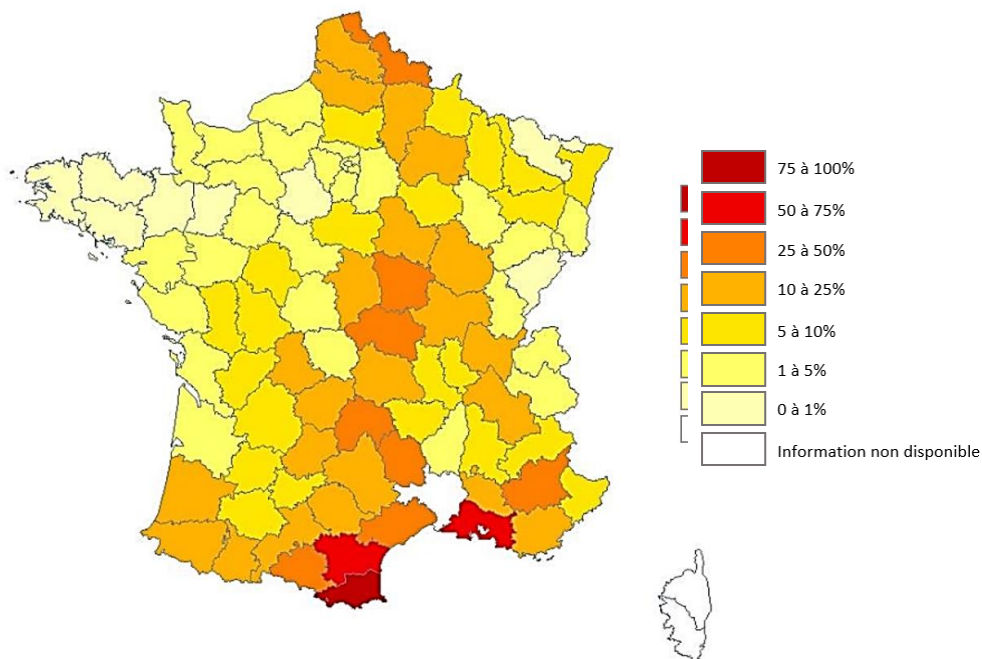 75 à 100%
50 à 75%
25 à 50%
10 à 25%
5 à 10%
1 à 5%
0 à 1%
Information non disponible